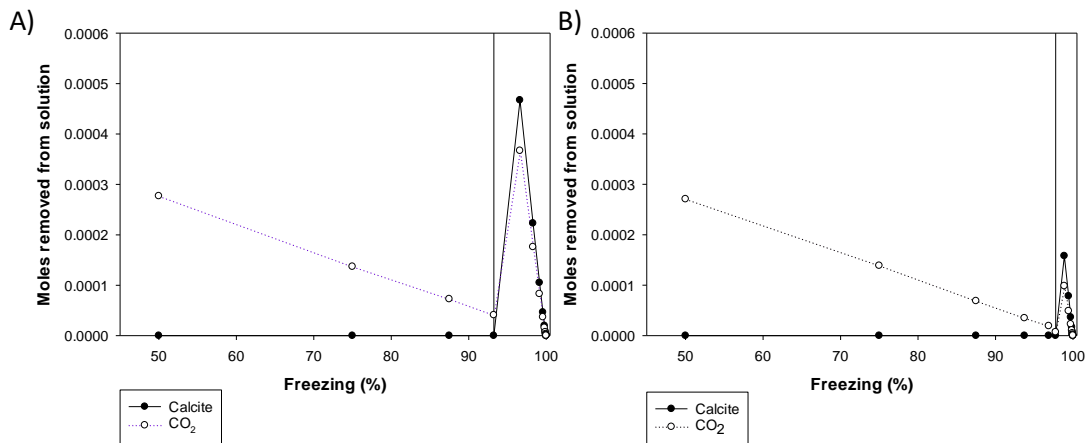 A)
Moles removed from solution
0.0006
0.0005
0.0004
0.0003
0.0002
0.0001
0.0000
50 60 70 80 90 100
Freezing (%)
Calcite
CO₂
B)
Moles removed from solution
0.0006
0.0005
0.0004
0.0003
0.0002
0.0001
0.0000
50 60 70 80 90 100
Freezing (%)
Calcite
CO₂